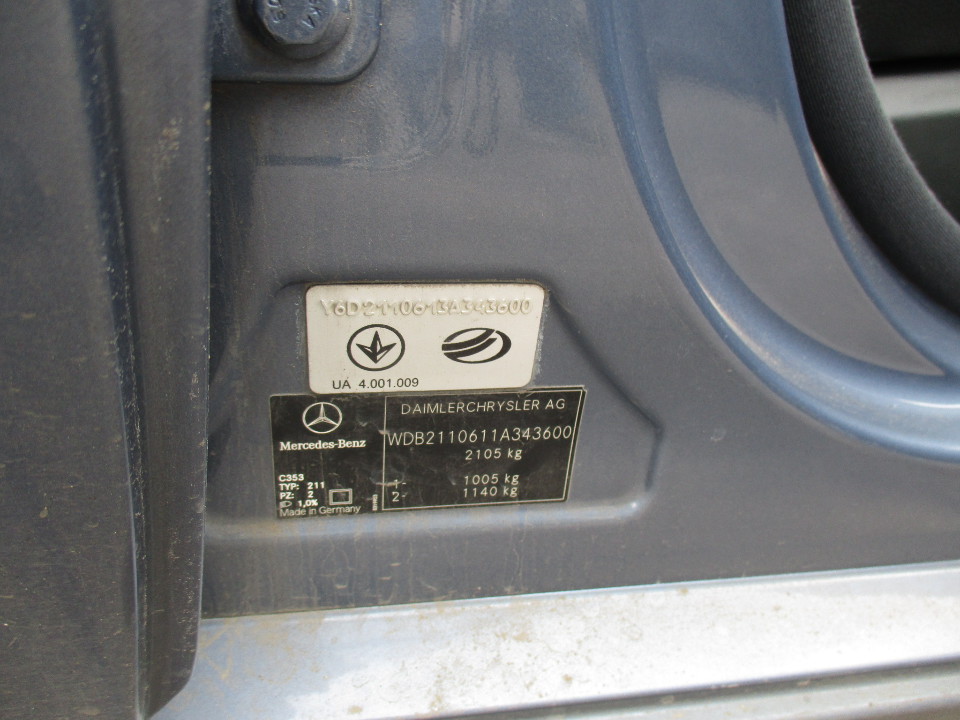 Y6D2110613A343600
UA 4.001.009
DAIMLERCHRYSLER AG
Mercedes-Benz
WDB2110611A343600
2105 kg
1- 1005 kg
2- 1140 kg
C353
TYP: 211
PZ: 2
1,0%
Made in Germany